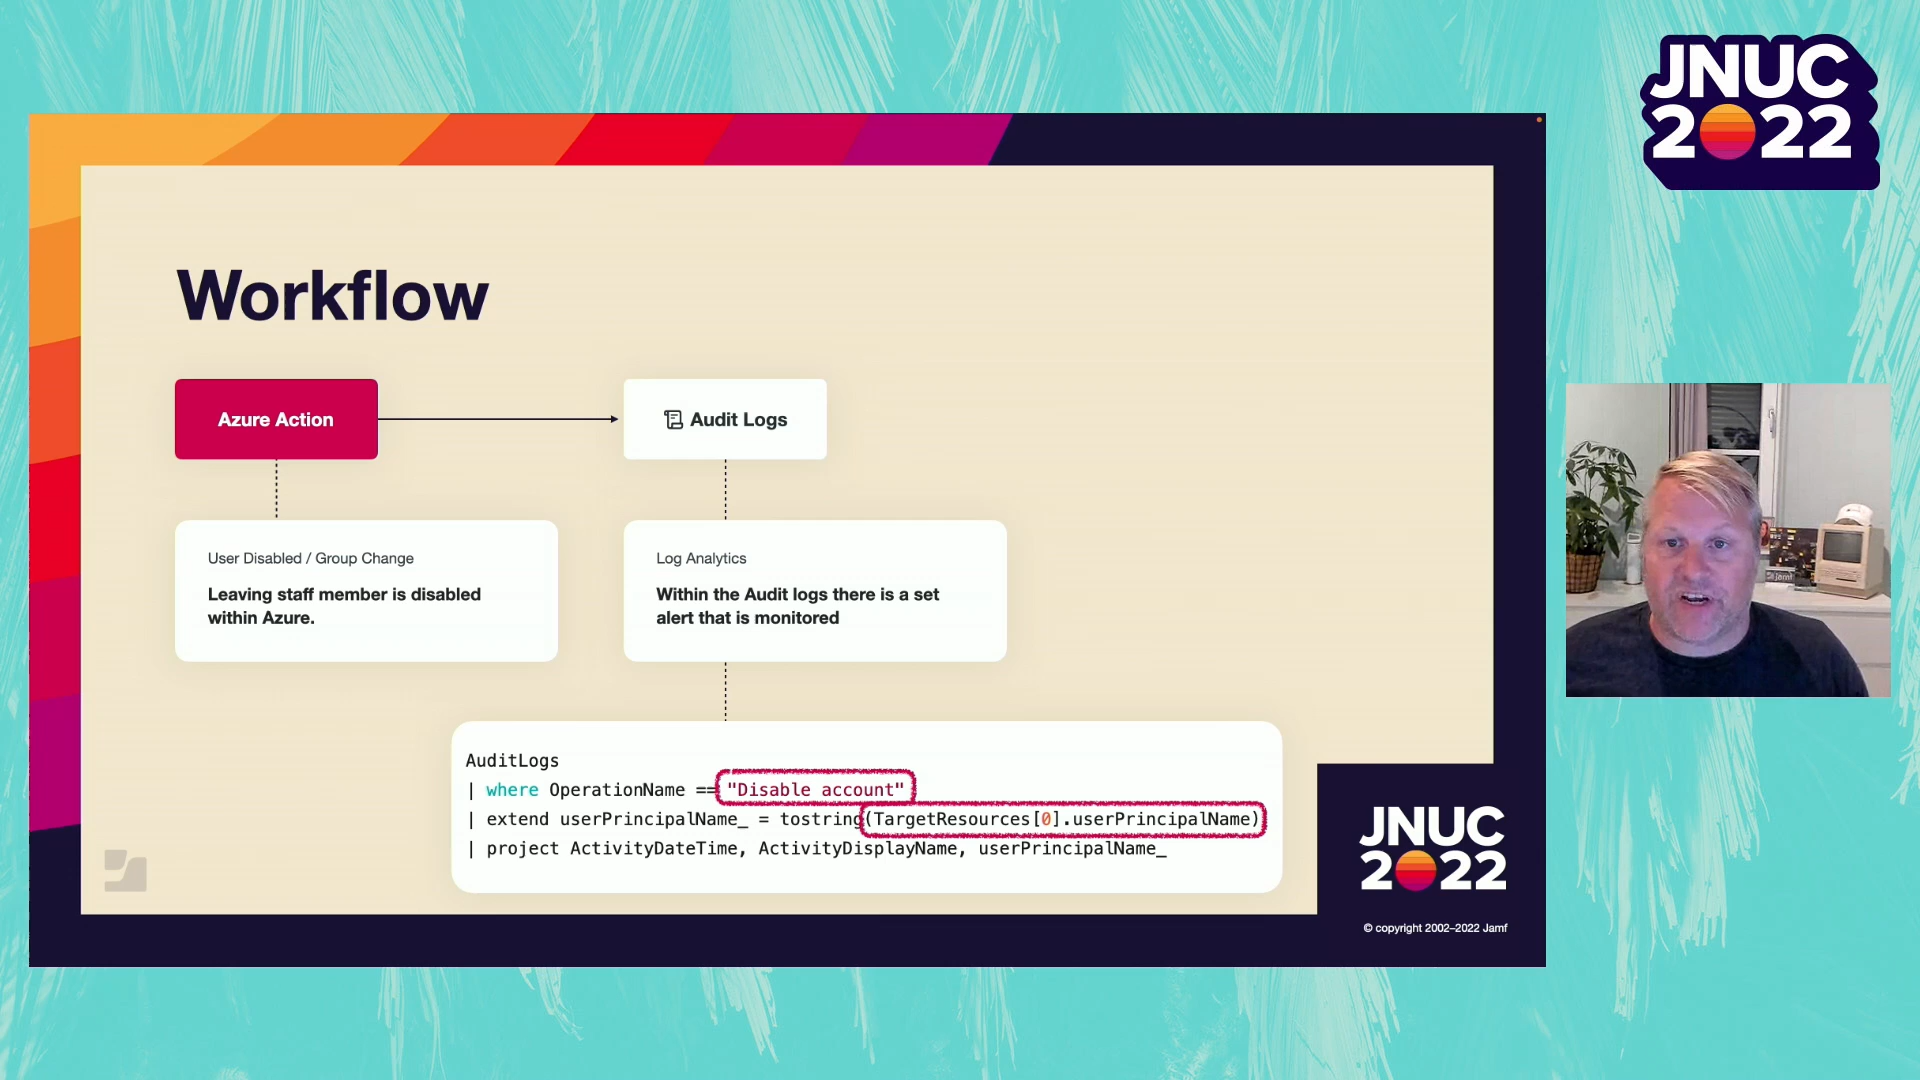 JNUC
2022
Workflow
Azure Action
Audit Logs
User Disabled / Group Change
Leaving staff member is disabled
within Azure.
Log Analytics
Within the Audit logs there is a set
alert that is monitored
AuditLogs
| where OperationName == "Disable account"
| extend userPrincipalName_ = tostring(TargetResources[0].userPrincipalName)
| project ActivityDateTime, ActivityDisplayName, userPrincipalName_
JNUC
2022
© copyright 2002–2022 Jamf
jamf